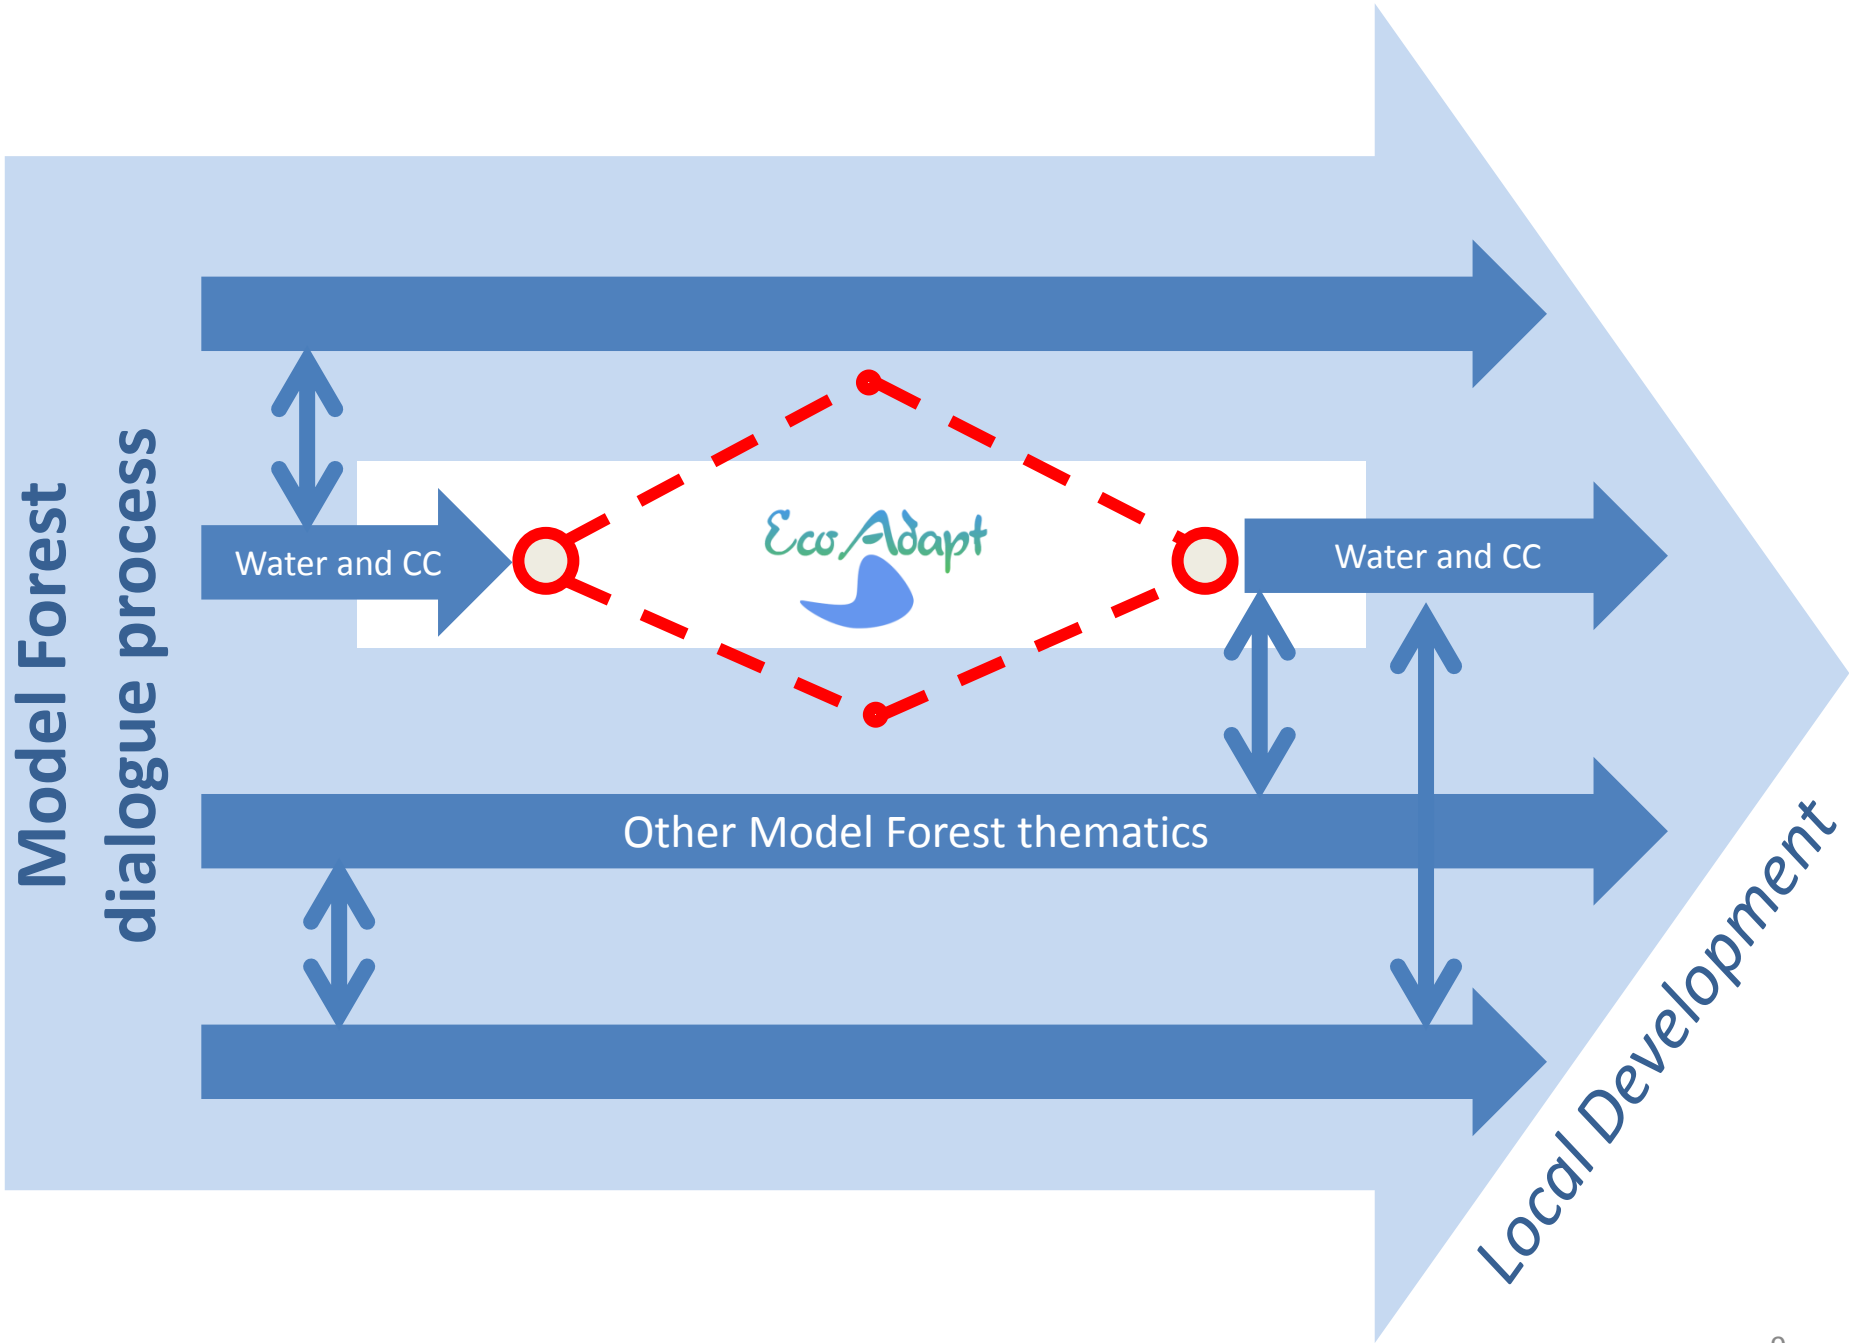 Model Forest
dialogue process
Water and CC
EcoAdapt
Water and CC
Other Model Forest thematics
Local Development